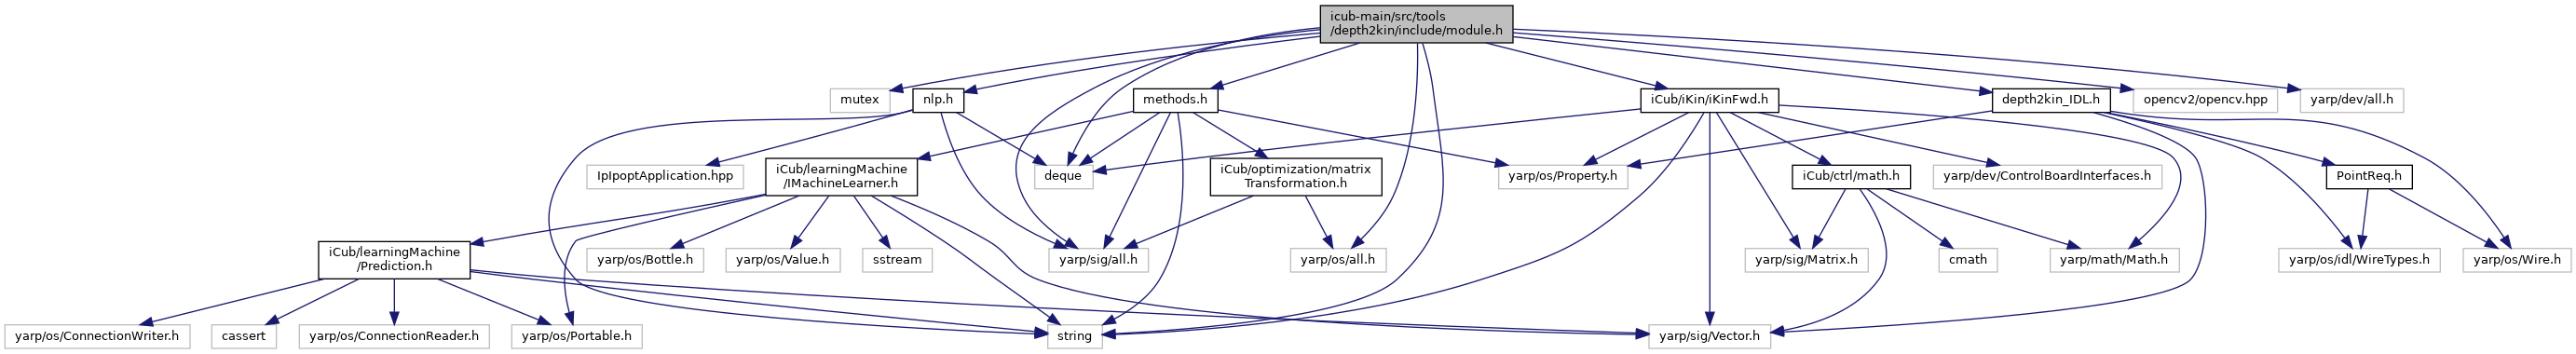 icub-main/src/tools
/depth2kin/include/module.h
mutex
nlp.h
methods.h
iCub/iKin/iKinFwd.h
depth2kin_IDL.h
opencv2/opencv.hpp
yarp/dev/all.h
IpIpoptApplication.hpp
iCub/learningMachine
/IMachineLearner.h
deque
iCub/optimization/matrix
Transformation.h
yarp/os/Property.h
iCub/ctrl/math.h
yarp/dev/ControlBoardInterfaces.h
PointReq.h
iCub/learningMachine
/Prediction.h
yarp/os/Bottle.h
yarp/os/Value.h
sstream
yarp/sig/all.h
yarp/os/all.h
yarp/sig/Matrix.h
cmath
yarp/math/Math.h
yarp/os/idl/WireTypes.h
yarp/os/Wire.h
yarp/os/ConnectionWriter.h
cassert
yarp/os/ConnectionReader.h
yarp/os/Portable.h
string
yarp/sig/Vector.h